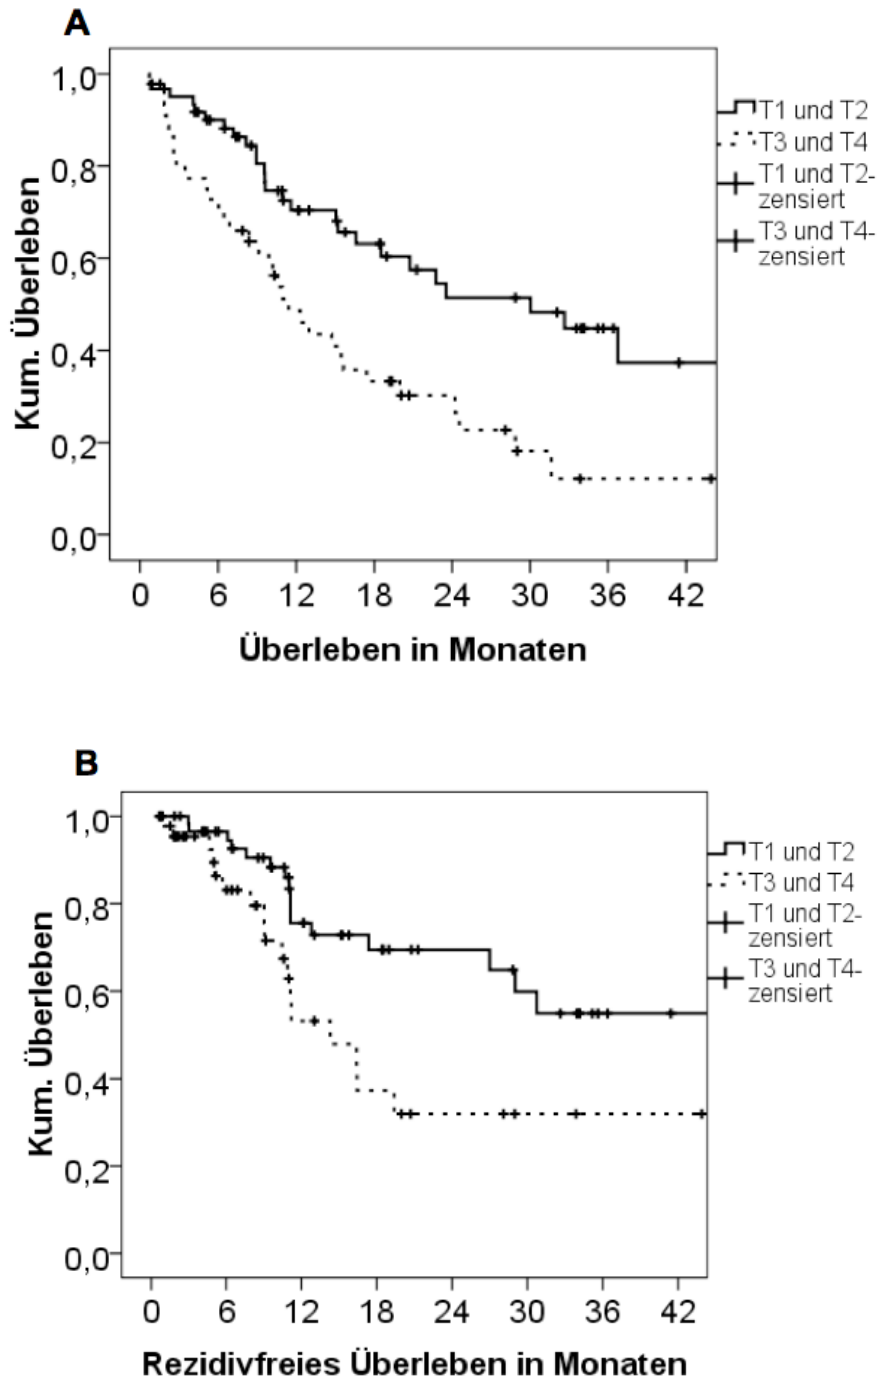 A
1,0
0,8
0,6
0,4
0,2
0,0
Kum. Überleben
0 6 12 18 24 30 36 42
Überleben in Monaten
T1 und T2
T3 und T4
T1 und T2-
zensiert
T3 und T4-
zensiert
B
1,0
0,8
0,6
0,4
0,2
0,0
Kum. Überleben
0 6 12 18 24 30 36 42
Rezidivfreies Überleben in Monaten
T1 und T2
T3 und T4
T1 und T2-
zensiert
T3 und T4-
zensiert